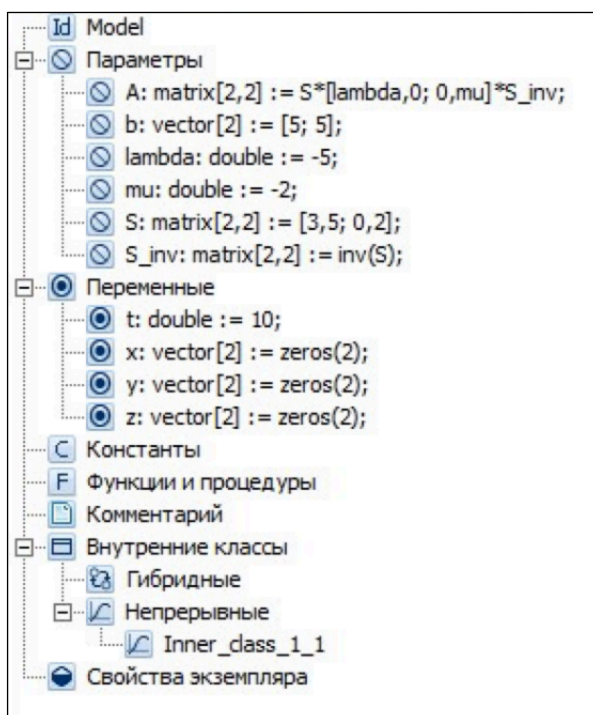 Id Model
Параметры
A: matrix[2,2] := S*[lambda,0; 0,mu]*S_inv;
b: vector[2] := [5; 5];
lambda: double := -5;
mu: double := -2;
S: matrix[2,2] := [3,5; 0,2];
S_inv: matrix[2,2] := inv(S);
Переменные
t: double := 10;
x: vector[2] := zeros(2);
y: vector[2] := zeros(2);
z: vector[2] := zeros(2);
C Константы
F Функции и процедуры
Комментарий
Внутренние классы
Гибридные
Непрерывные
Inner_class_1_1
Свойства экземпляра